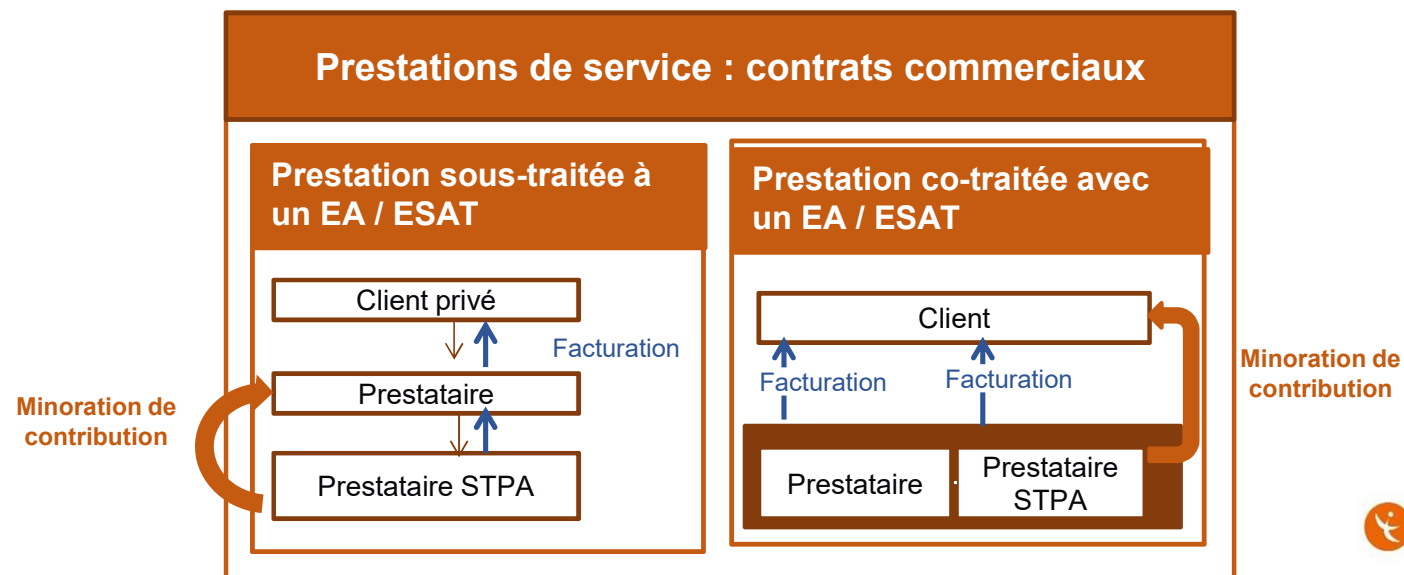 Prestations de service : contrats commerciaux
Prestation sous-traitée à
un EA / ESAT
Client privé
Facturation
Prestataire
Prestataire STPA
Minoration de
contribution
Prestation co-traitée avec
un EA / ESAT
Client
Facturation
Facturation
Prestataire
Prestataire
STPA
Minoration de
contribution